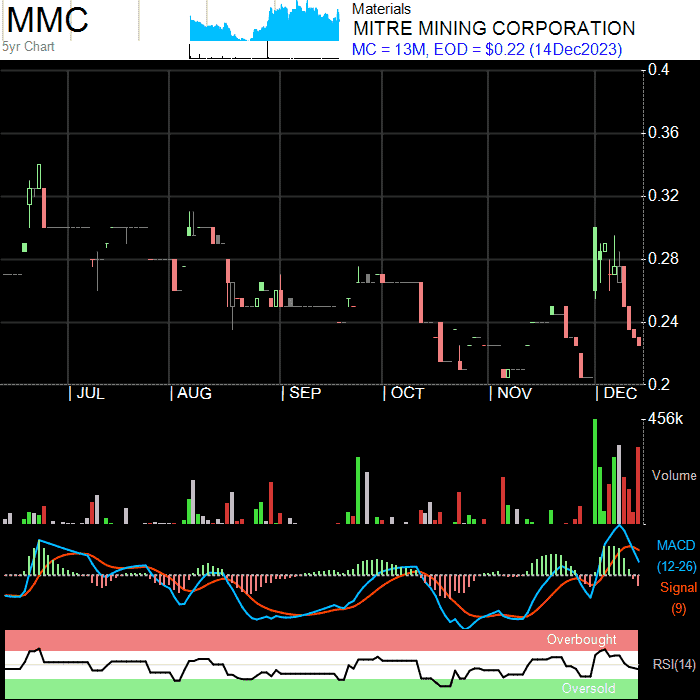 MMC
5yr Chart
Materials
MITRE MINING CORPORATION
MC = 13M, EOD = $0.22 (14Dec2023)
0.4
0.36
0.32
0.28
0.24
0.2
JUL AUG SEP OCT NOV DEC
456k
Volume
MACD
(12-26)
Signal
(9)
Overbought
RSI(14)
Oversold